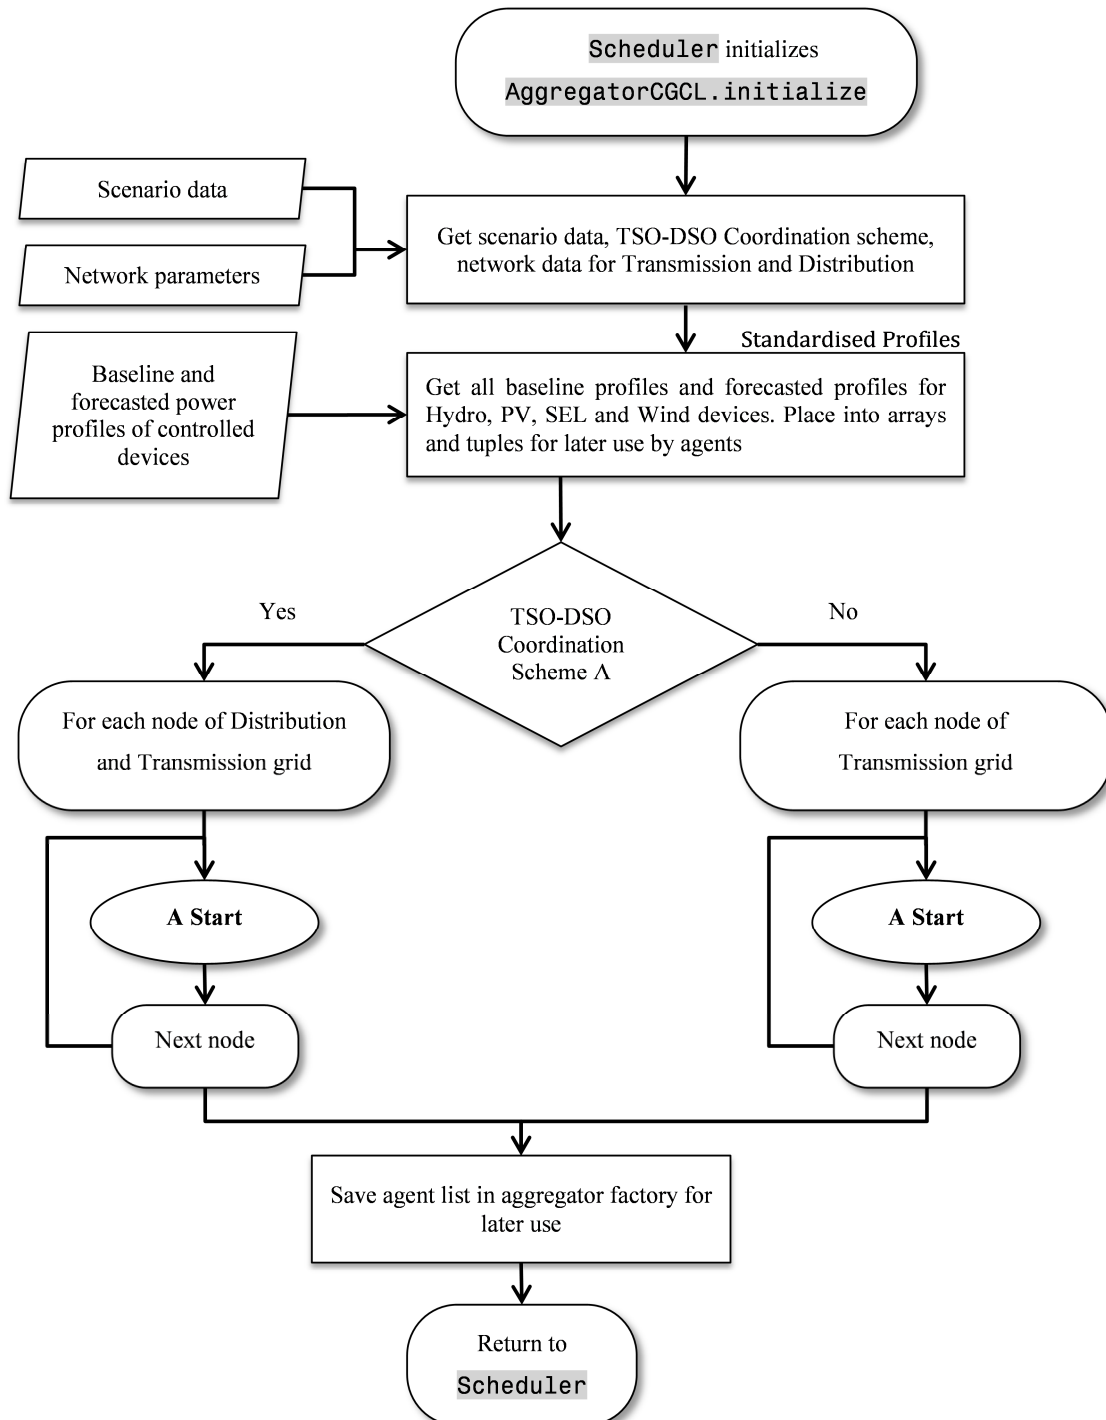 Scheduler initializes
AggregatorCGCL.initialize
Scenario data
Network parameters
Get scenario data, TSO-DSO Coordination scheme,
network data for Transmission and Distribution
Standardised Profiles
Baseline and
forecasted power
profiles of controlled
devices
Get all baseline profiles and forecasted profiles for
Hydro, PV, SEL and Wind devices. Place into arrays
and tuples for later use by agents
TSO-DSO
Coordination
Scheme Λ
Yes
No
For each node of Distribution
and Transmission grid
For each node of
Transmission grid
A Start
A Start
Next node
Next node
Save agent list in aggregator factory for
later use
Return to
Scheduler